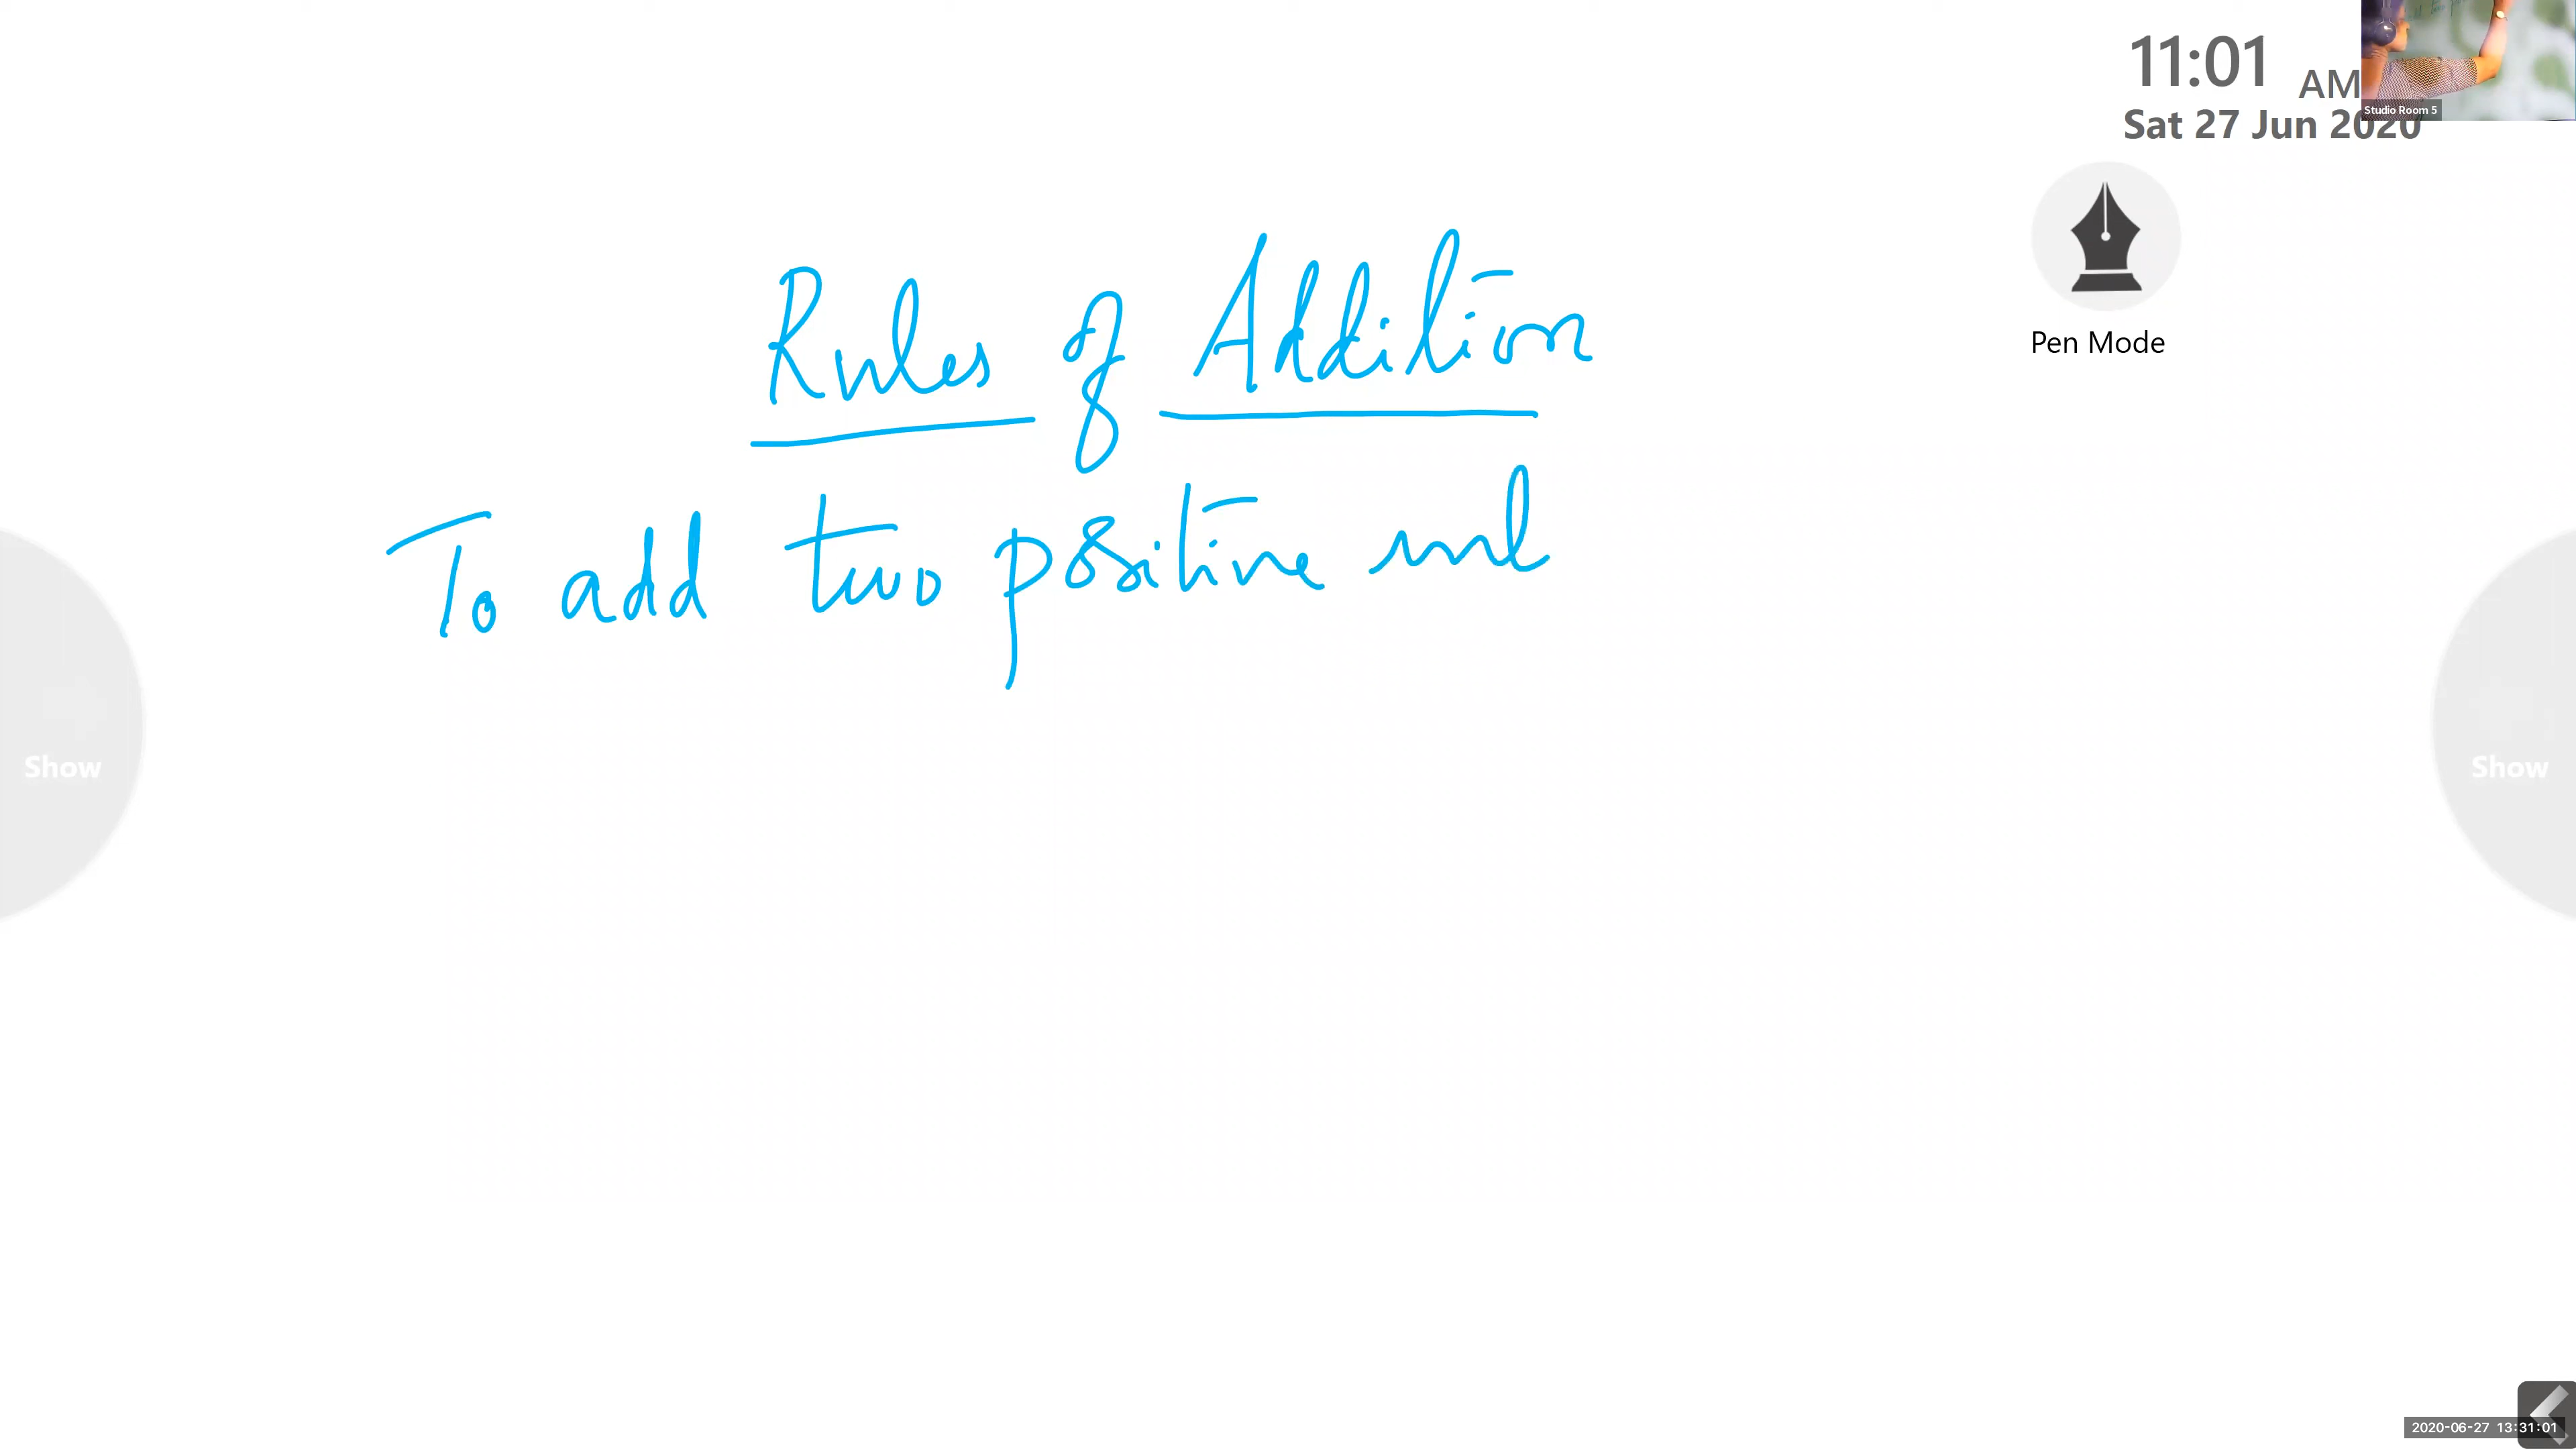 11:01 AM
Studio Room 5
Sat 27 Jun 2020
Pen Mode
Rules of Addition
To add two positive
Show
Show
2020-06-27 13:31:01